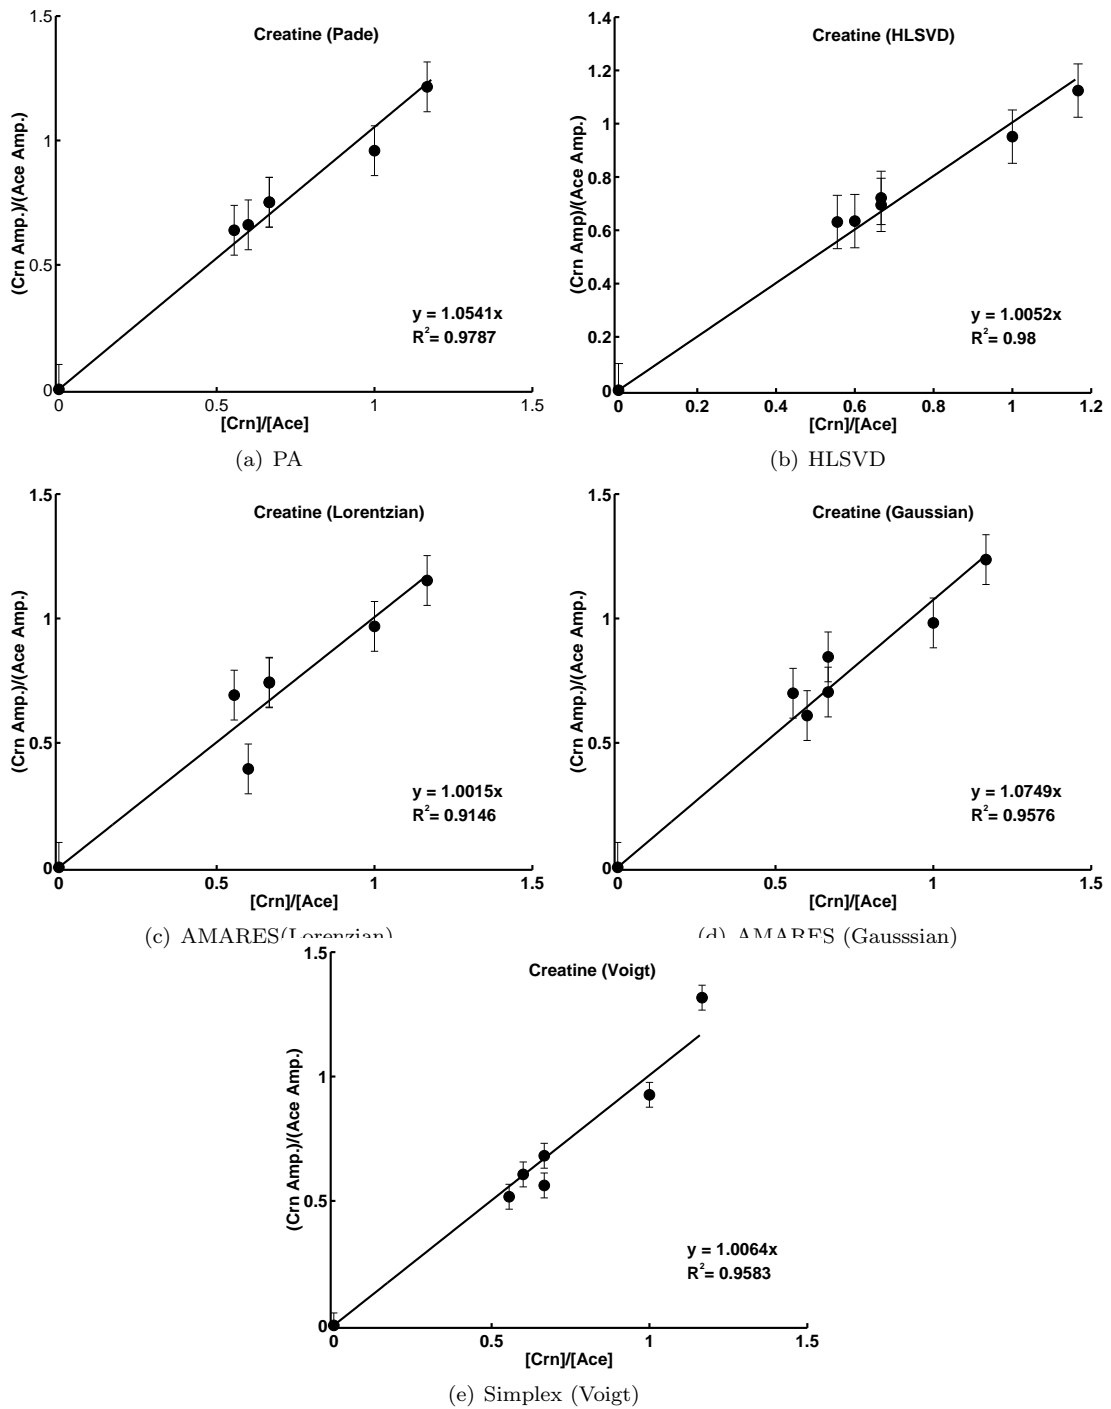 Creatine (Pade)
1.5
1
0.5
0
(Crn Amp.)/(Ace Amp.)
y = 1.0541x
R²= 0.9787
0 0.5 1 1.5
[Crn]/[Ace]
(a) PA
Creatine (HLSVD)
1.4
1.2
1
0.8
0.6
0.4
0.2
0
(Crn Amp)/(Ace Amp.)
y = 1.0052x
R²= 0.98
0 0.2 0.4 0.6 0.8 1 1.2
[Crn]/[Ace]
(b) HLSVD
Creatine (Lorentzian)
1.5
1
0.5
0
(Crn Amp.)/(Ace Amp.)
y = 1.0015x
R²= 0.9146
0 0.5 1 1.5
[Crn]/[Ace]
(c) AMARES(Lorenzian)
Creatine (Gaussian)
1.5
1
0.5
0
(Crn Amp.)/(Ace Amp.)
y = 1.0749x
R²= 0.9576
0 0.5 1 1.5
[Crn]/[Ace]
(d) AMARES (Gausssian)
Creatine (Voigt)
1.5
1
0.5
0
(Crn Amp.)/(Ace Amp.)
y = 1.0064x
R²= 0.9583
0 0.5 1 1.5
[Crn]/[Ace]
(e) Simplex (Voigt)